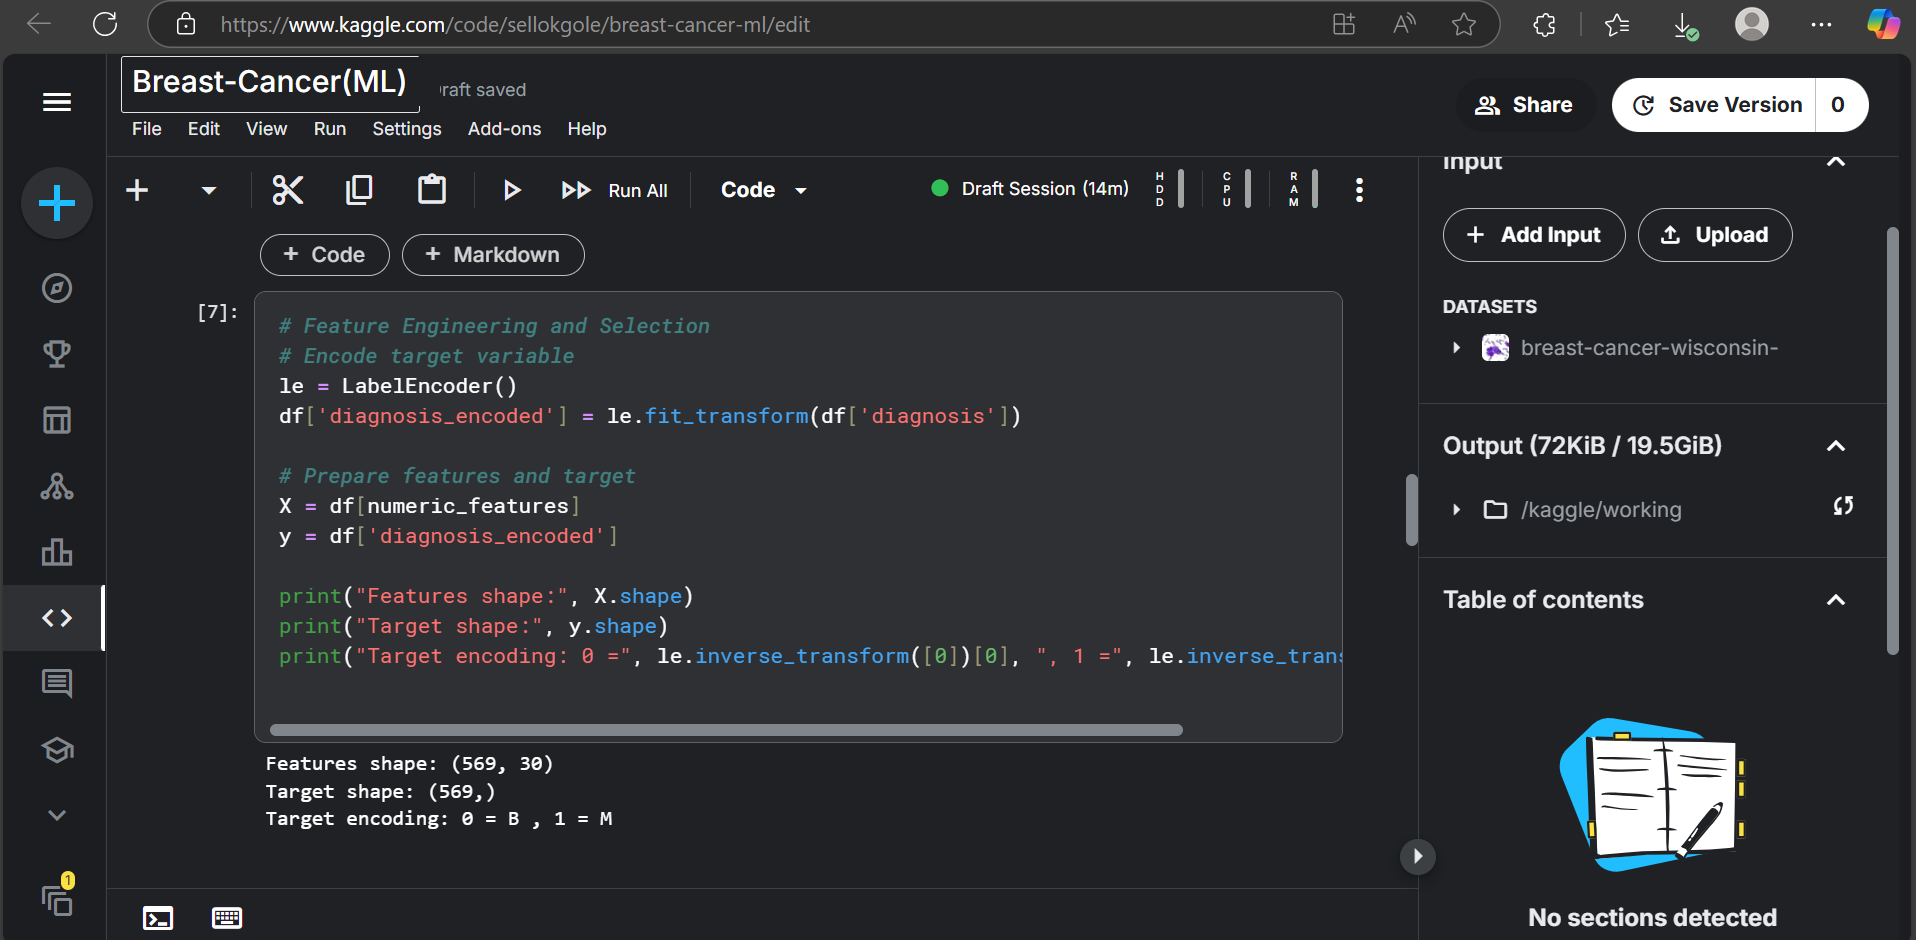 https://www.kaggle.com/code/sellokgole/breast-cancer-ml/edit
Breast-Cancer(ML)
raft saved
File Edit View Run Settings Add-ons Help
Share
Save Version 0
Run All
Code
Draft Session (14m)
HDD
CPU
RAM
+ Code
+ Markdown
[7]:
# Feature Engineering and Selection
# Encode target variable
le = LabelEncoder()
df['diagnosis_encoded'] = le.fit_transform(df['diagnosis'])
# Prepare features and target
X = df[numeric_features]
y = df['diagnosis_encoded']
print("Features shape:", X.shape)
print("Target shape:", y.shape)
print("Target encoding: 0 =", le.inverse_transform([0])[0], ", 1 =", le.inverse_trans
Features shape: (569, 30)
Target shape: (569,)
Target encoding: 0 = B , 1 = M
Input
+ Add Input
Upload
DATASETS
breast-cancer-wisconsin-
Output (72KiB / 19.5GiB)
/kaggle/working
Table of contents
No sections detected
1